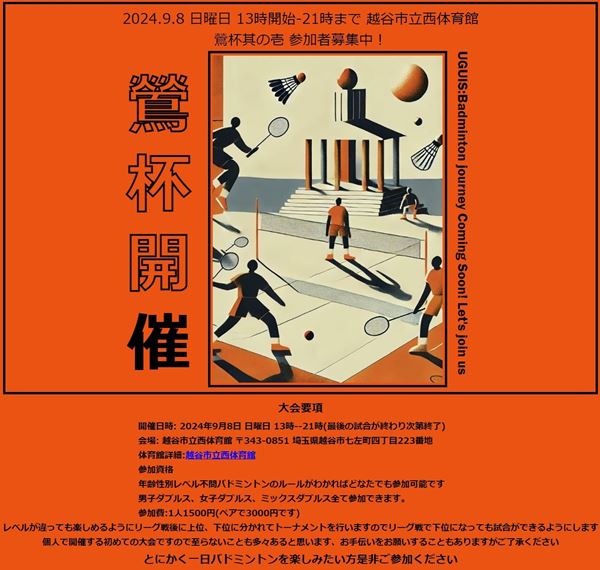 2024.9.8 日曜日 13時開始-21時まで 越谷市立西体育館
鶯杯其の壱 参加者募集中！
鶯杯開催
UGUIS:Badminton journey Coming Soon! Let's join us
大会要項
開催日時: 2024年9月8日 日曜日 13時--21時(最後の試合が終わり次第終了)
会場: 越谷市立西体育館 〒343-0851 埼玉県越谷市七左町四丁目223番地
体育館詳細:越谷市立西体育館
参加資格
年齢性別レベル不問バドミントンのルールがわかればどなたでも参加可能です
男子ダブルス、女子ダブルス、ミックスダブルス全て参加できます。
参加費:1人1500円(ペアで3000円です)
レベルが違っても楽しめるようにリーグ戦後に上位、下位に分かれてトーナメントを行いますのでリーグ戦で下位になっても試合ができるようにします
個人で開催する初めての大会ですので至らないことも多々あると思います、お手伝いをお願いすることもありますがご了承ください
とにかく一日バドミントンを楽しみたい方是非ご参加ください